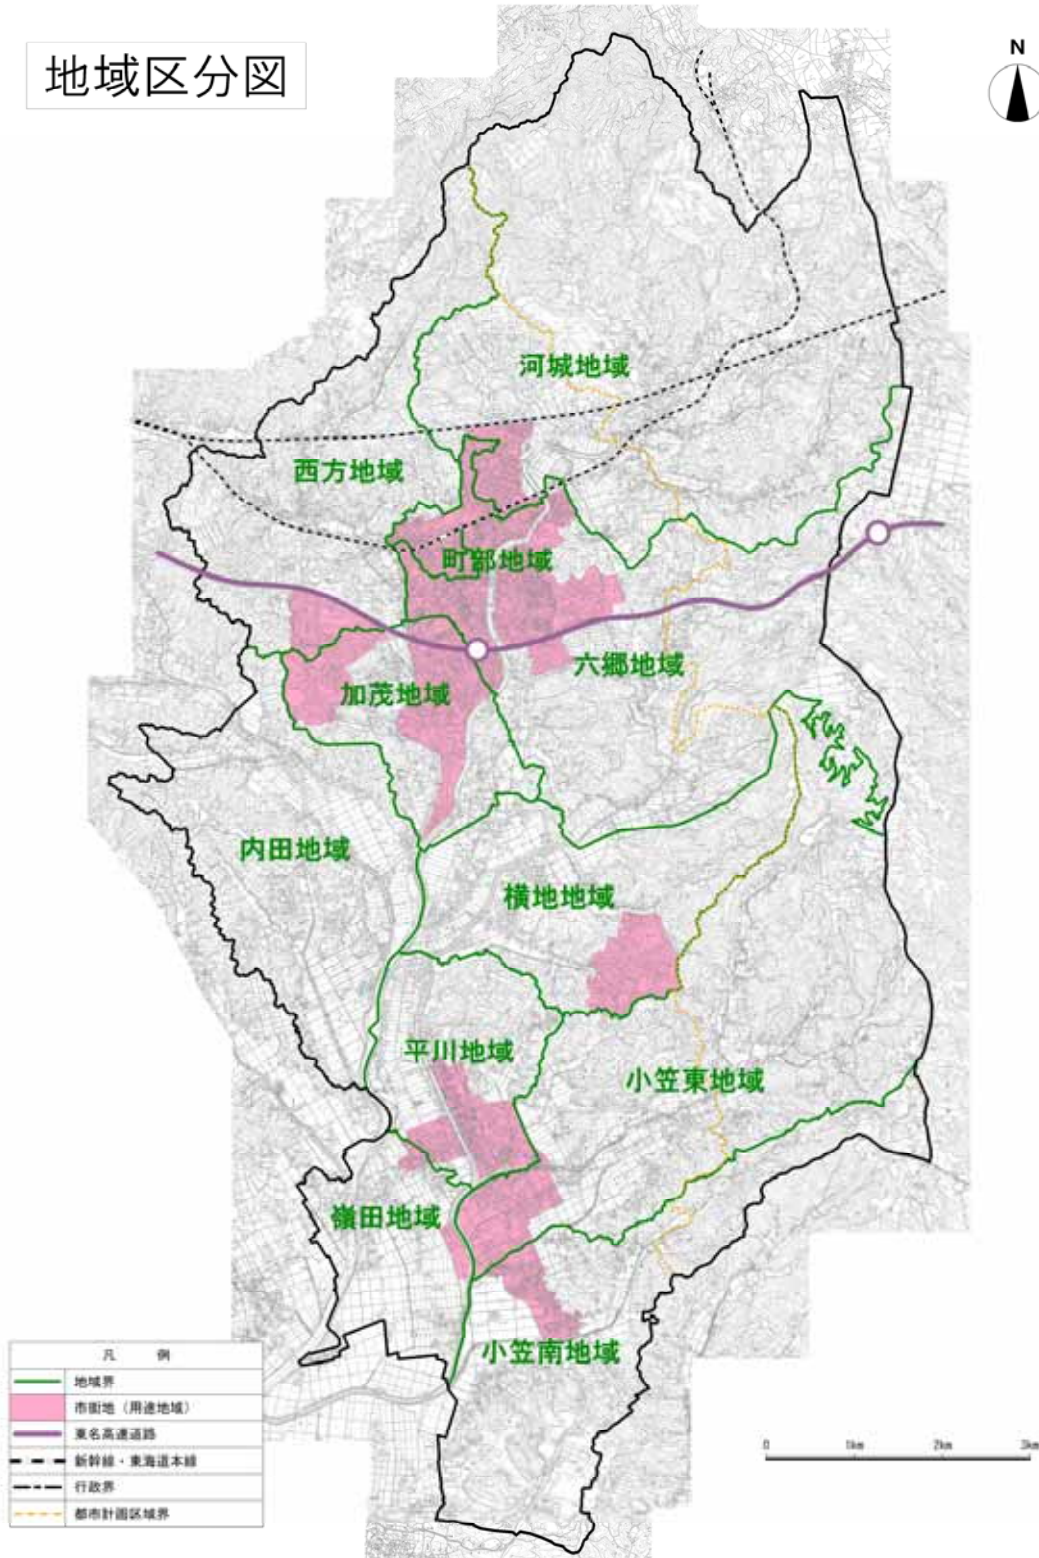 地域区分図
N
河城地域
西方地域
町部地域
六郷地域
加茂地域
内田地域
横地地域
平川地域
小笠東地域
嶺田地域
小笠南地域
凡 例
地域界
市街地(用途地域)
東名高速道路
新幹線・東海道本線
行政界
都市計画区域界
0 1km 2km 3km